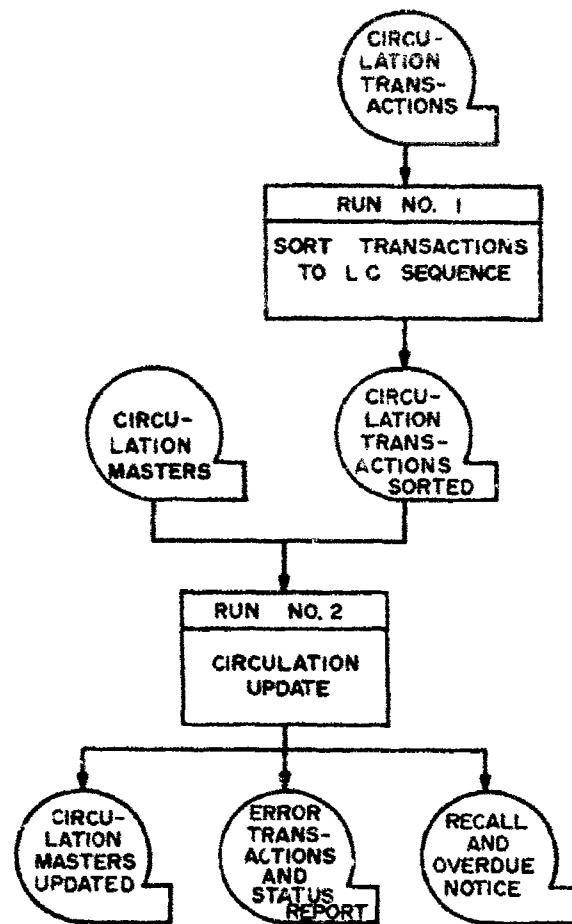 CIRCU-
LATION
TRANS-
ACTIONS
RUN NO. 1
SORT TRANSACTIONS
TO LC SEQUENCE
CIRCU-
LATION
MASTERS
CIRCU-
LATION
TRANS-
ACTIONS
SORTED
RUN NO. 2
CIRCULATION
UPDATE
CIRCU-
LATION
MASTERS
UPDATED
ERROR
TRANS-
ACTIONS
AND
STATUS
REPORT
RECALL
AND
OVERDUE
NOTICE